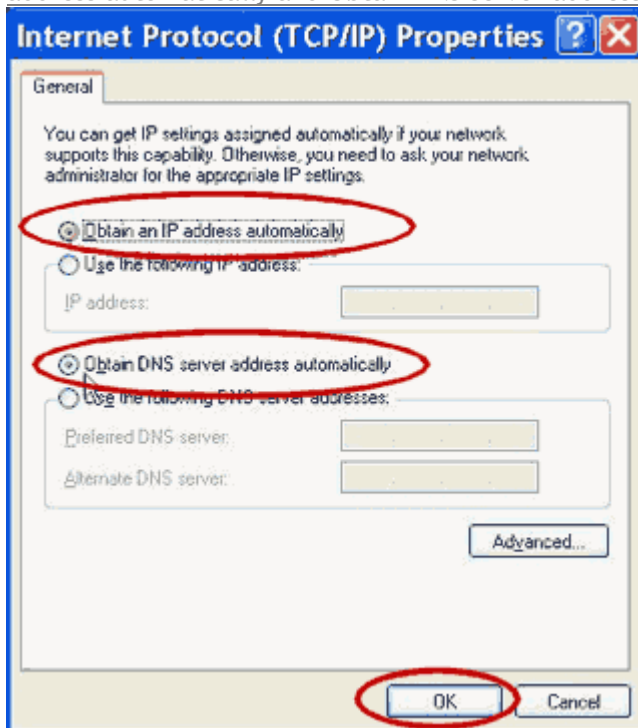 Internet Protocol (TCP/IP) Properties
General
You can get IP settings assigned automatically if your network
supports this capability. Otherwise, you need to ask your network
administrator for the appropriate IP settings.
Obtain an IP address automatically
Use the following IP address:
IP address:
Obtain DNS server address automatically
Use the following DNS server addresses:
Preferred DNS server:
Alternate DNS server:
Advanced...
OK
Cancel